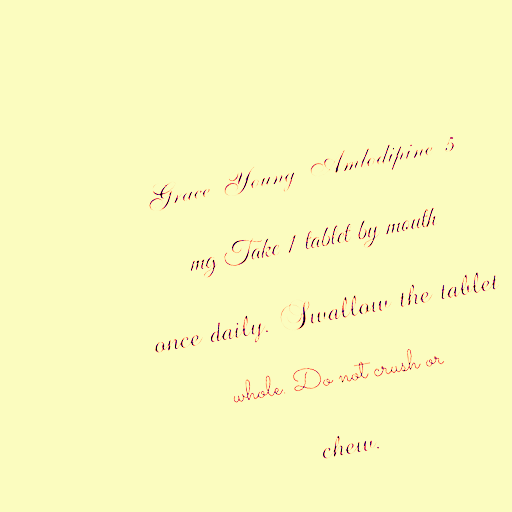 Grace Young Amlodipine 5
mg Take 1 tablet by mouth
once daily. Swallow the tablet
whole. Do not crush or
chew.